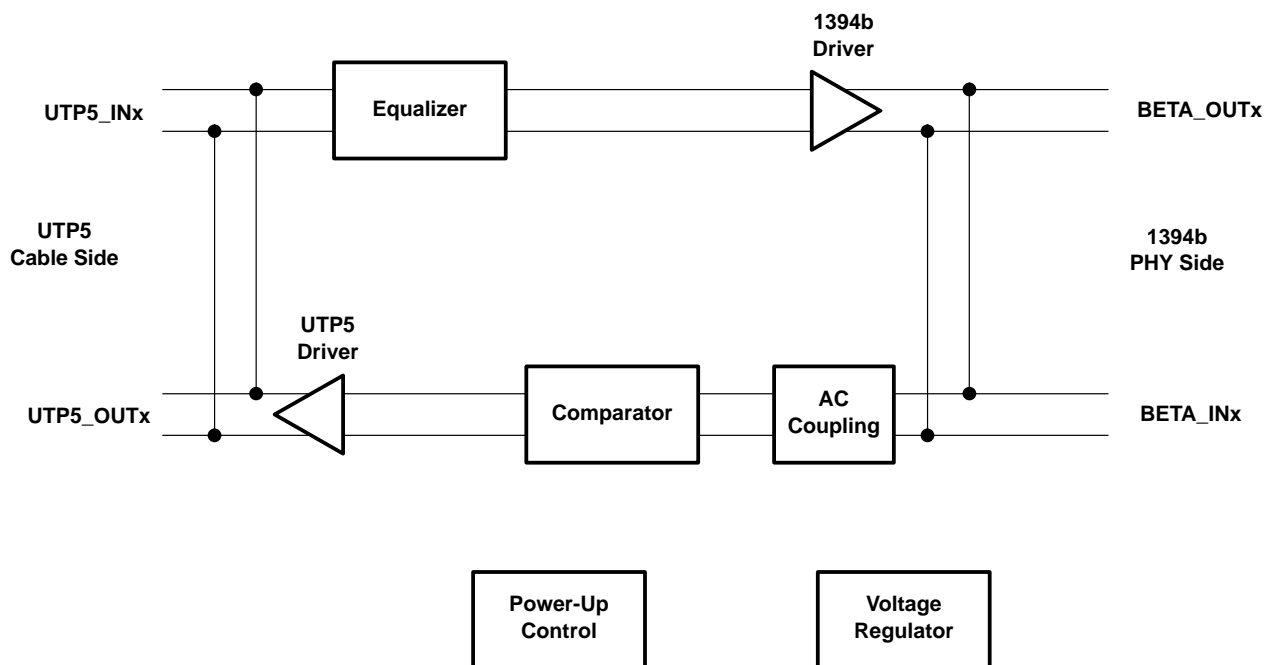 1394b
Driver
UTP5_INx
Equalizer
BETA_OUTx
UTP5
Cable Side
1394b
PHY Side
UTP5
Driver
UTP5_OUTx
Comparator
AC
Coupling
BETA_INx
Power-Up
Control
Voltage
Regulator